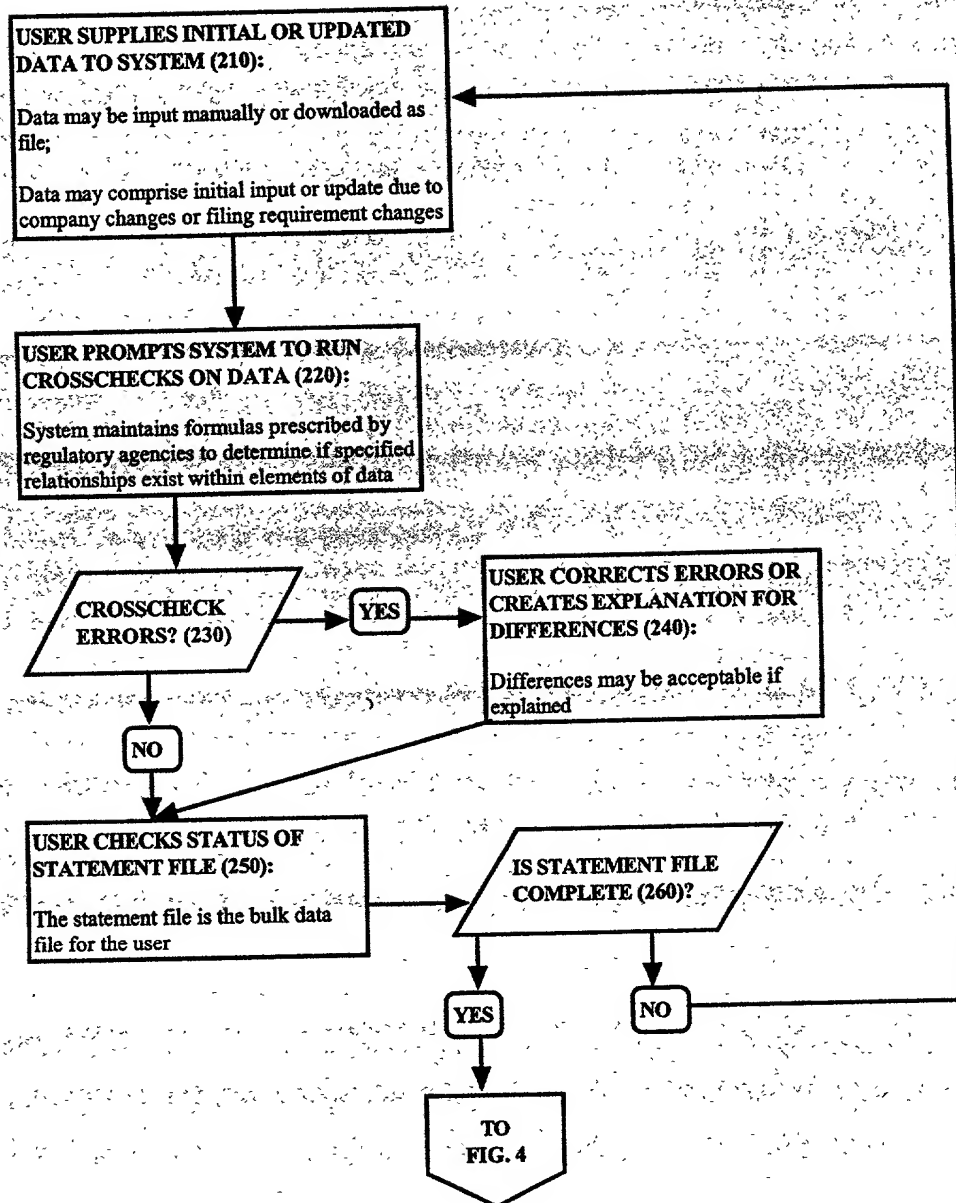 USER SUPPLIES INITIAL OR UPDATED
DATA TO SYSTEM (210):
Data may be input manually or downloaded as
file;
Data may comprise initial input or update due to
company changes or filing requirement changes
USER PROMPTS SYSTEM TO RUN
CROSSCHECKS ON DATA (220):
System maintains formulas prescribed by
regulatory agencies to determine if specified
relationships exist within elements of data
CROSSCHECK
ERRORS? (230)
YES
USER CORRECTS ERRORS OR
CREATES EXPLANATION FOR
DIFFERENCES (240):
Differences may be acceptable if
explained
NO
USER CHECKS STATUS OF
STATEMENT FILE (250):
The statement file is the bulk data
file for the user
IS STATEMENT FILE
COMPLETE (260)?
YES
NO
TO
FIG. 4